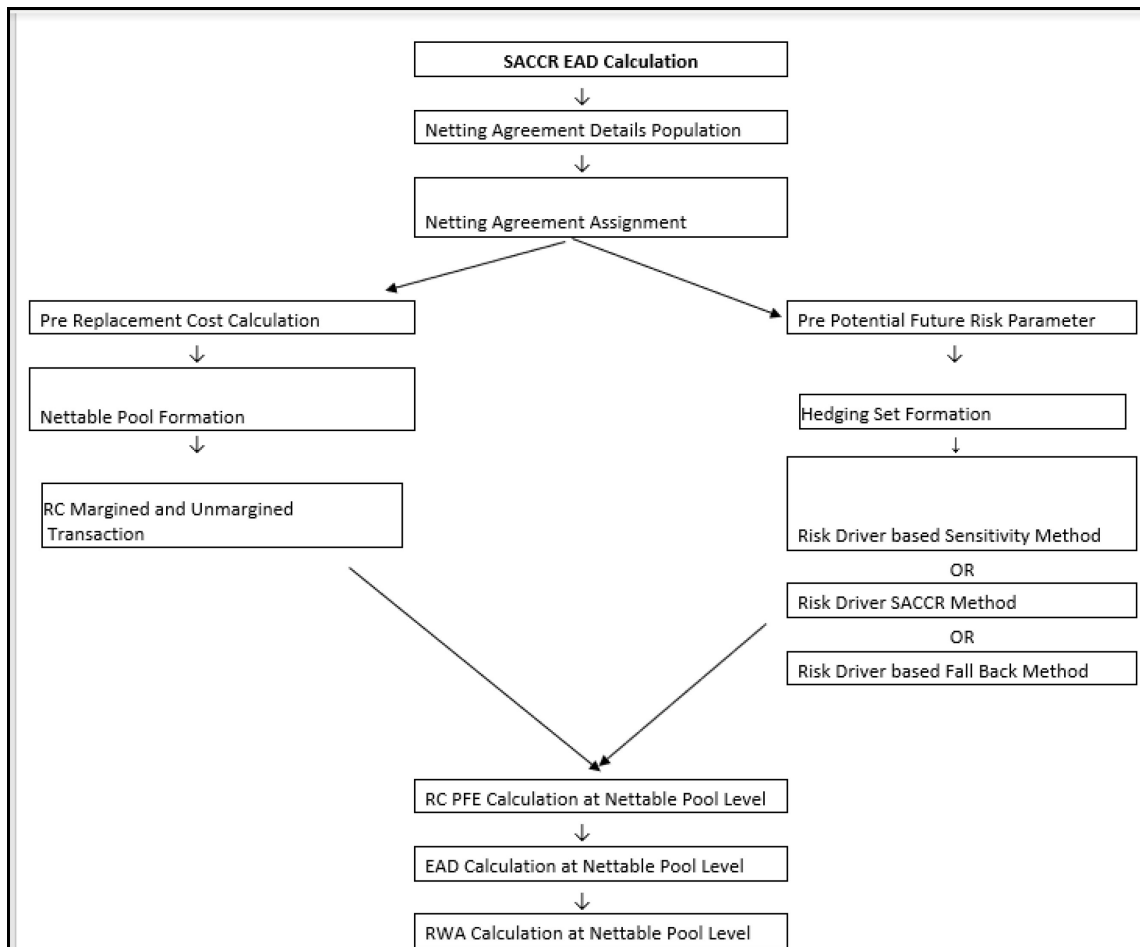 SACCR EAD Calculation
Netting Agreement Details Population
Netting Agreement Assignment
Pre Replacement Cost Calculation
Nettable Pool Formation
RC Margined and Unmargined
Transaction
Pre Potential Future Risk Parameter
Hedging Set Formation
Risk Driver based Sensitivity Method
OR
Risk Driver SACCR Method
OR
Risk Driver based Fall Back Method
RC PFE Calculation at Nettable Pool Level
EAD Calculation at Nettable Pool Level
RWA Calculation at Nettable Pool Level